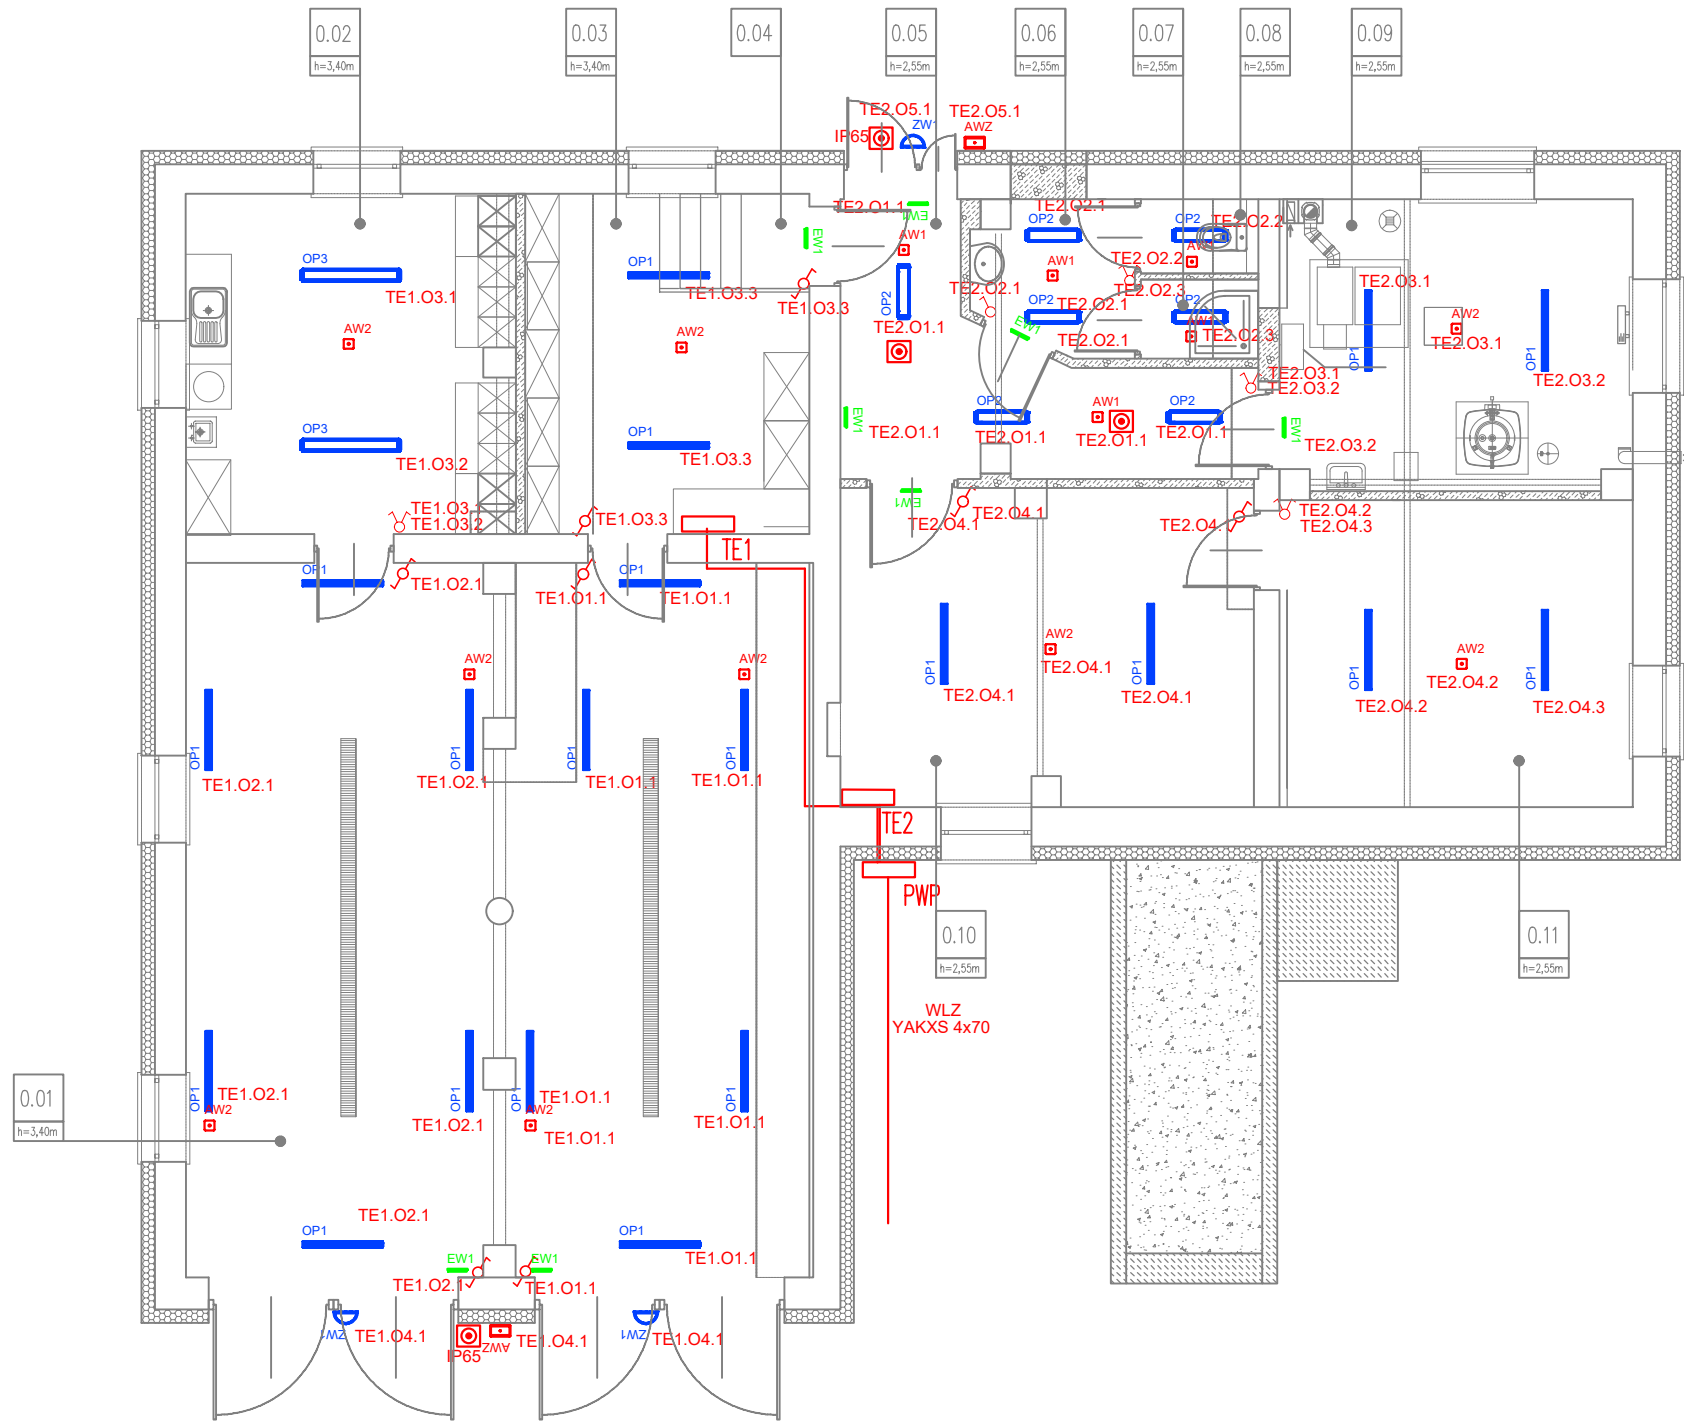 0.02
h=3,40m
0.03
h=3,40m
0.04
0.05
h=2,55m
0.06
h=2,55m
0.07
h=2,55m
0.08
h=2,55m
0.09
h=2,55m
TE2.O5.1
ZW1
IP65
TE2.O5.1
AWZ
TE2.O1.1
EW1
EW1
AW1
OP2
TE2.O1.1
TE2.O2.1
OP2
AW1
OP2
TE2.O2.2
TE2.O2.2
TE2.O2.1
TE2.O2.3
TE2.O2.1
OP2
OP2
EW1
TE2.O2.1
TE2.O2.3
OP3
TE1.O3.1
AW2
OP3
TE1.O3.2
OP1
TE1.O3.3
TE1.O3.3
AW2
OP1
TE1.O3.3
TE2.O3.1
OP1
AW2
TE2.O3.1
OP1
TE2.O3.2
TE2.O3.1
TE2.O3.2
EW1
TE2.O1.1
OP2
TE2.O1.1
AW1
TE2.O1.1
OP2
TE2.O1.1
EW1
TE2.O3.2
TE1.O3.
TE1.O3.2
TE1.O3.3
TE1
EW1
TE2.O4.1
TE2.O4.1
TE2.O4.
TE2.O4.2
TE2.O4.3
OP1
TE1.O2.1
TE1.O1.1
OP1
TE1.O1.1
AW2
AW2
OP1
TE1.O2.1
OP1
TE1.O2.1
OP1
TE1.O1.1
OP1
TE1.O1.1
OP1
TE2.O4.1
AW2
TE2.O4.1
OP1
TE2.O4.1
OP1
TE2.O4.2
AW2
TE2.O4.2
OP1
TE2.O4.3
TE2
PWP
0.10
h=2,55m
0.11
h=2,55m
WLZ
YAKXS 4x70
0.01
h=3,40m
OP1
TE1.O2.1
AW2
OP1
TE1.O2.1
OP1
TE1.O1.1
AW2
TE1.O1.1
OP1
TE1.O1.1
TE1.O2.1
OP1
OP1
TE1.O1.1
EW1
EW1
TE1.O2.1
TE1.O1.1
ZW1
TE1.O4.1
IP65
AWZ
TE1.O4.1
ZW1
TE1.O4.1